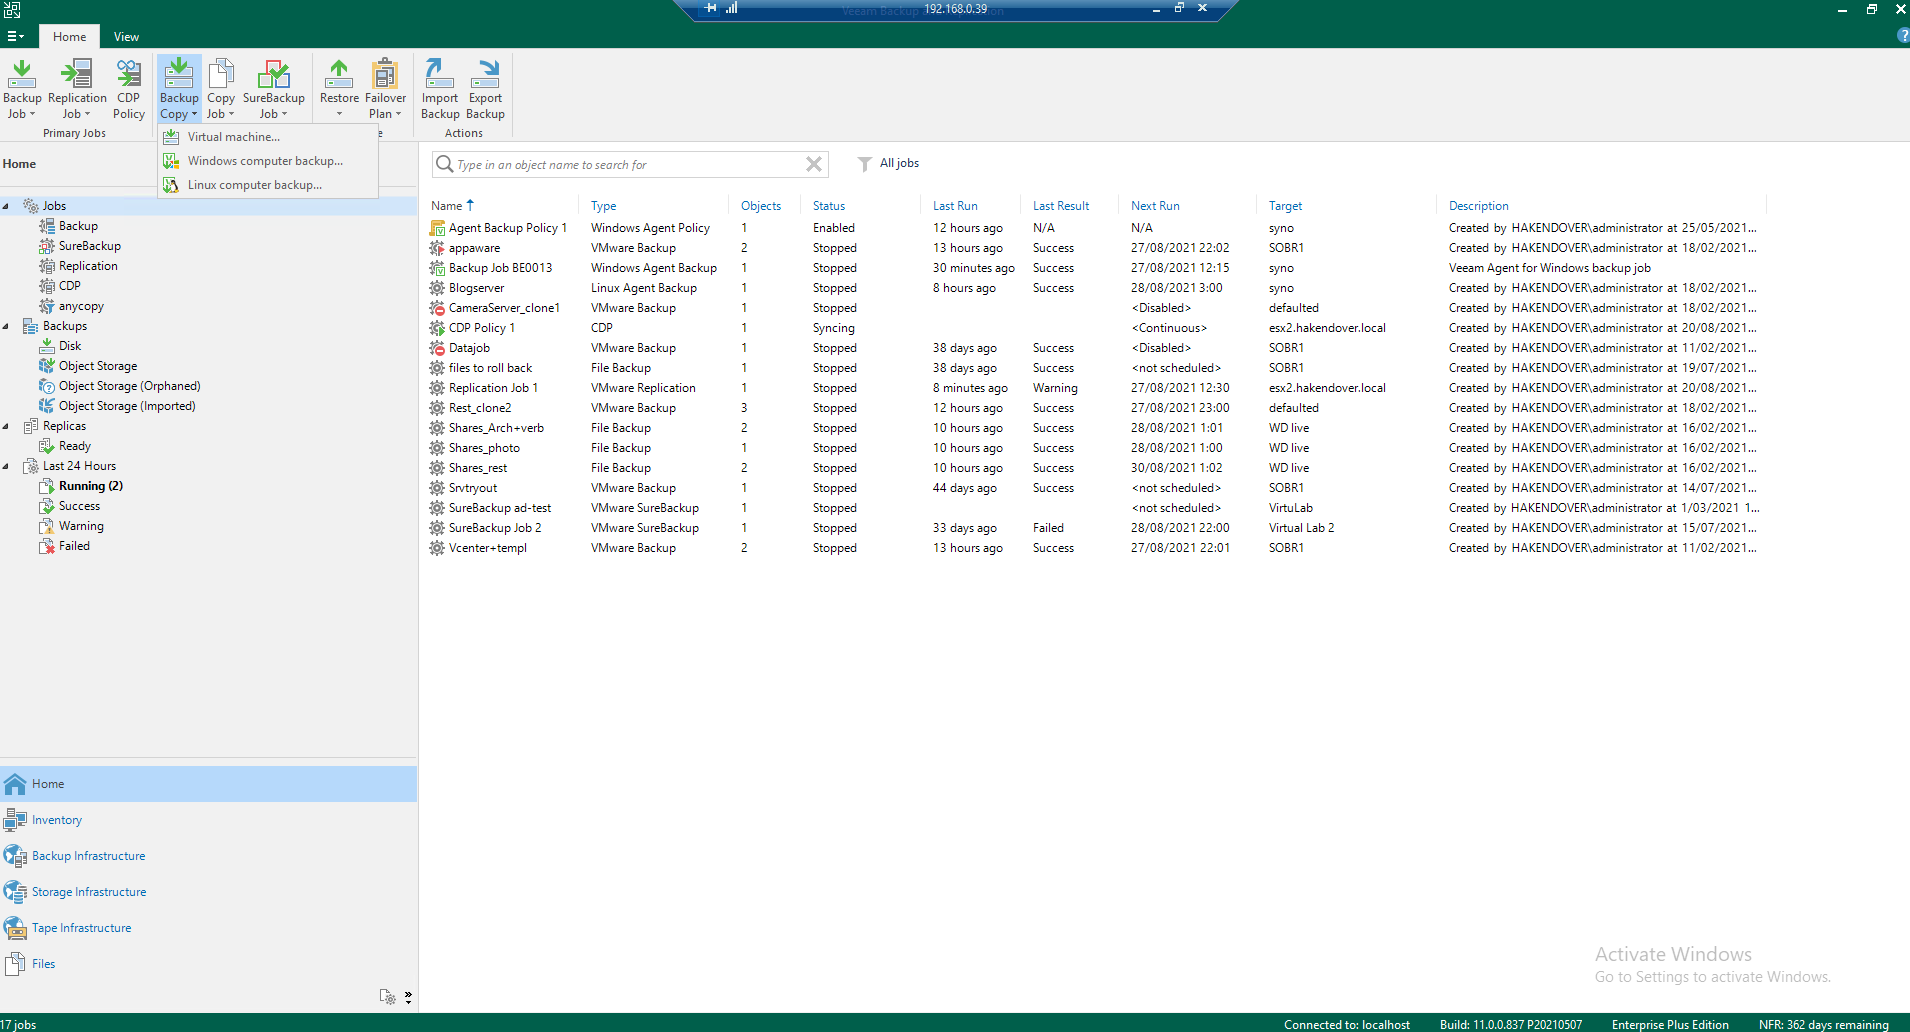 Veeam Backup and Replication
192.168.0.39
Home View
Backup Job
Replication Job
CDP Policy
Primary Jobs
Backup Copy
Copy Job
SureBackup Job
Restore
Failover Plan
Import Backup
Export Backup
Actions
Virtual machine...
Windows computer backup...
Linux computer backup...
Home
Jobs
Backup
SureBackup
Replication
CDP
anycopy
Backups
Disk
Object Storage
Object Storage (Orphaned)
Object Storage (Imported)
Replicas
Ready
Last 24 Hours
Running (2)
Success
Warning
Failed
Home
Inventory
Backup Infrastructure
Storage Infrastructure
Tape Infrastructure
Files
Type in an object name to search for
All jobs
Name Type Objects Status Last Run Last Result Next Run Target Description
Agent Backup Policy 1 Windows Agent Policy 1 Enabled 12 hours ago N/A N/A syno Created by HAKENDOVER\administrator at 25/05/2021...
appaware VMware Backup 2 Stopped 13 hours ago Success 27/08/2021 22:02 SOBR1 Created by HAKENDOVER\administrator at 18/02/2021...
Backup Job BE0013 Windows Agent Backup 1 Stopped 30 minutes ago Success 27/08/2021 12:15 syno Veeam Agent for Windows backup job
Blogserver Linux Agent Backup 1 Stopped 8 hours ago Success 28/08/2021 3:00 syno Created by HAKENDOVER\administrator at 18/02/2021...
CameraServer_clone1 VMware Backup 1 Stopped <Disabled> defaulted Created by HAKENDOVER\administrator at 18/02/2021...
CDP Policy 1 CDP 1 Syncing <Continuous> esx2.hakendover.local Created by HAKENDOVER\administrator at 20/08/2021...
Datajob VMware Backup 1 Stopped 38 days ago Success <Disabled> SOBR1 Created by HAKENDOVER\administrator at 11/02/2021...
files to roll back File Backup 1 Stopped 38 days ago Success <not scheduled> SOBR1 Created by HAKENDOVER\administrator at 19/07/2021...
Replication Job 1 VMware Replication 1 Stopped 8 minutes ago Warning 27/08/2021 12:30 esx2.hakendover.local Created by HAKENDOVER\administrator at 20/08/2021...
Rest_clone2 VMware Backup 3 Stopped 12 hours ago Success 27/08/2021 23:00 defaulted Created by HAKENDOVER\administrator at 18/02/2021...
Shares_Arch+verb File Backup 2 Stopped 10 hours ago Success 28/08/2021 1:01 WD live Created by HAKENDOVER\administrator at 16/02/2021...
Shares_photo File Backup 1 Stopped 10 hours ago Success 28/08/2021 1:00 WD live Created by HAKENDOVER\administrator at 16/02/2021...
Shares_rest File Backup 2 Stopped 10 hours ago Success 30/08/2021 1:02 WD live Created by HAKENDOVER\administrator at 16/02/2021...
Srvtryout VMware Backup 1 Stopped 44 days ago Success <not scheduled> SOBR1 Created by HAKENDOVER\administrator at 14/07/2021...
SureBackup ad-test VMware SureBackup 1 Stopped <not scheduled> VirtuLab Created by HAKENDOVER\administrator at 1/03/2021 1...
SureBackup Job 2 VMware SureBackup 1 Stopped 33 days ago Failed 28/08/2021 22:00 Virtual Lab 2 Created by HAKENDOVER\administrator at 15/07/2021...
Vcenter+templ VMware Backup 2 Stopped 13 hours ago Success 27/08/2021 22:01 SOBR1 Created by HAKENDOVER\administrator at 11/02/2021...
Activate Windows
Go to Settings to activate Windows.
17 jobs Connected to: localhost Build: 11.0.0.837 P20210507 Enterprise Plus Edition NFR: 362 days remaining